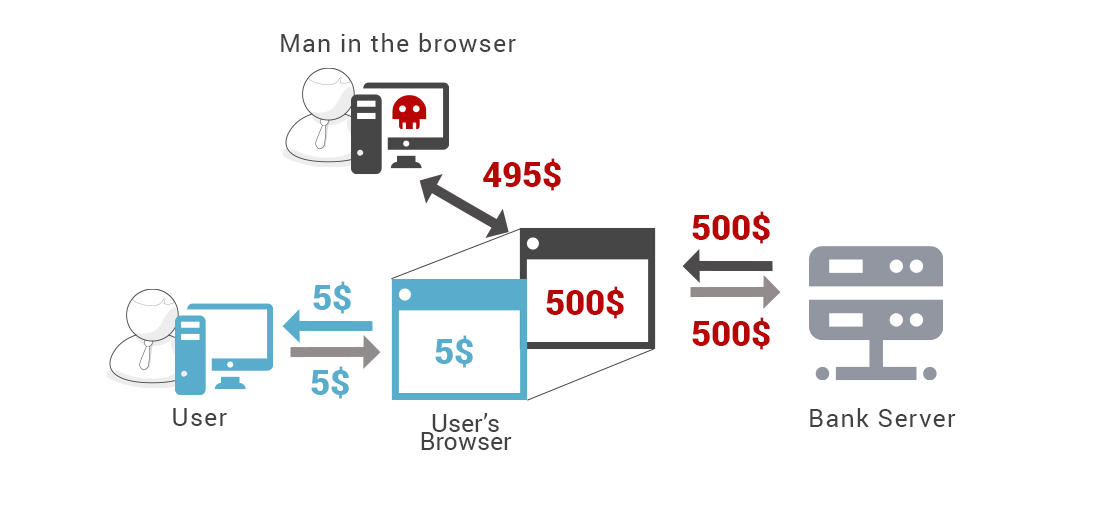 Man in the browser
495$
500$
500$
500$
5$
5$
5$
User
User's
Browser
Bank Server